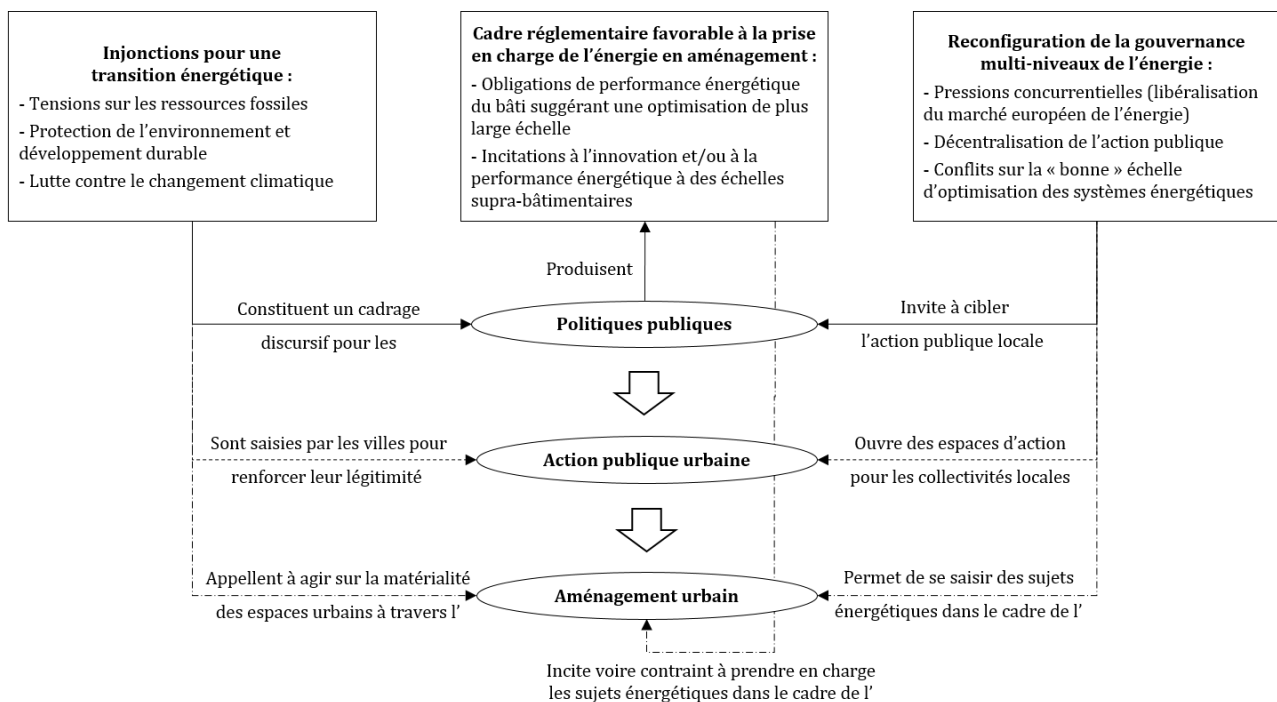 Injonctions pour une
transition énergétique :
- Tensions sur les ressources fossiles
- Protection de l’environnement et
développement durable
- Lutte contre le changement climatique
Cadre réglementaire favorable à la prise
en charge de l’énergie en aménagement :
- Obligations de performance énergétique
du bâti suggérant une optimisation de plus
large échelle
- Incitations à l’innovation et/ou à la
performance énergétique à des échelles
supra-bâtimentaires
Reconfiguration de la gouvernance
multi-niveaux de l’énergie :
- Pressions concurrentielles (libéralisation
du marché européen de l’énergie)
- Décentralisation de l’action publique
- Conflits sur la « bonne » échelle
d’optimisation des systèmes énergétiques
Produisent
Constituent un cadrage
discursif pour les
Politiques publiques
Invite à cibler
l’action publique locale
Sont saisies par les villes pour
renforcer leur légitimité
Action publique urbaine
Ouvre des espaces d’action
pour les collectivités locales
Appellent à agir sur la matérialité
des espaces urbains à travers l’
Aménagement urbain
Permet de se saisir des sujets
énergétiques dans le cadre de l’
Incite voire contraint à prendre en charge
les sujets énergétiques dans le cadre de l’